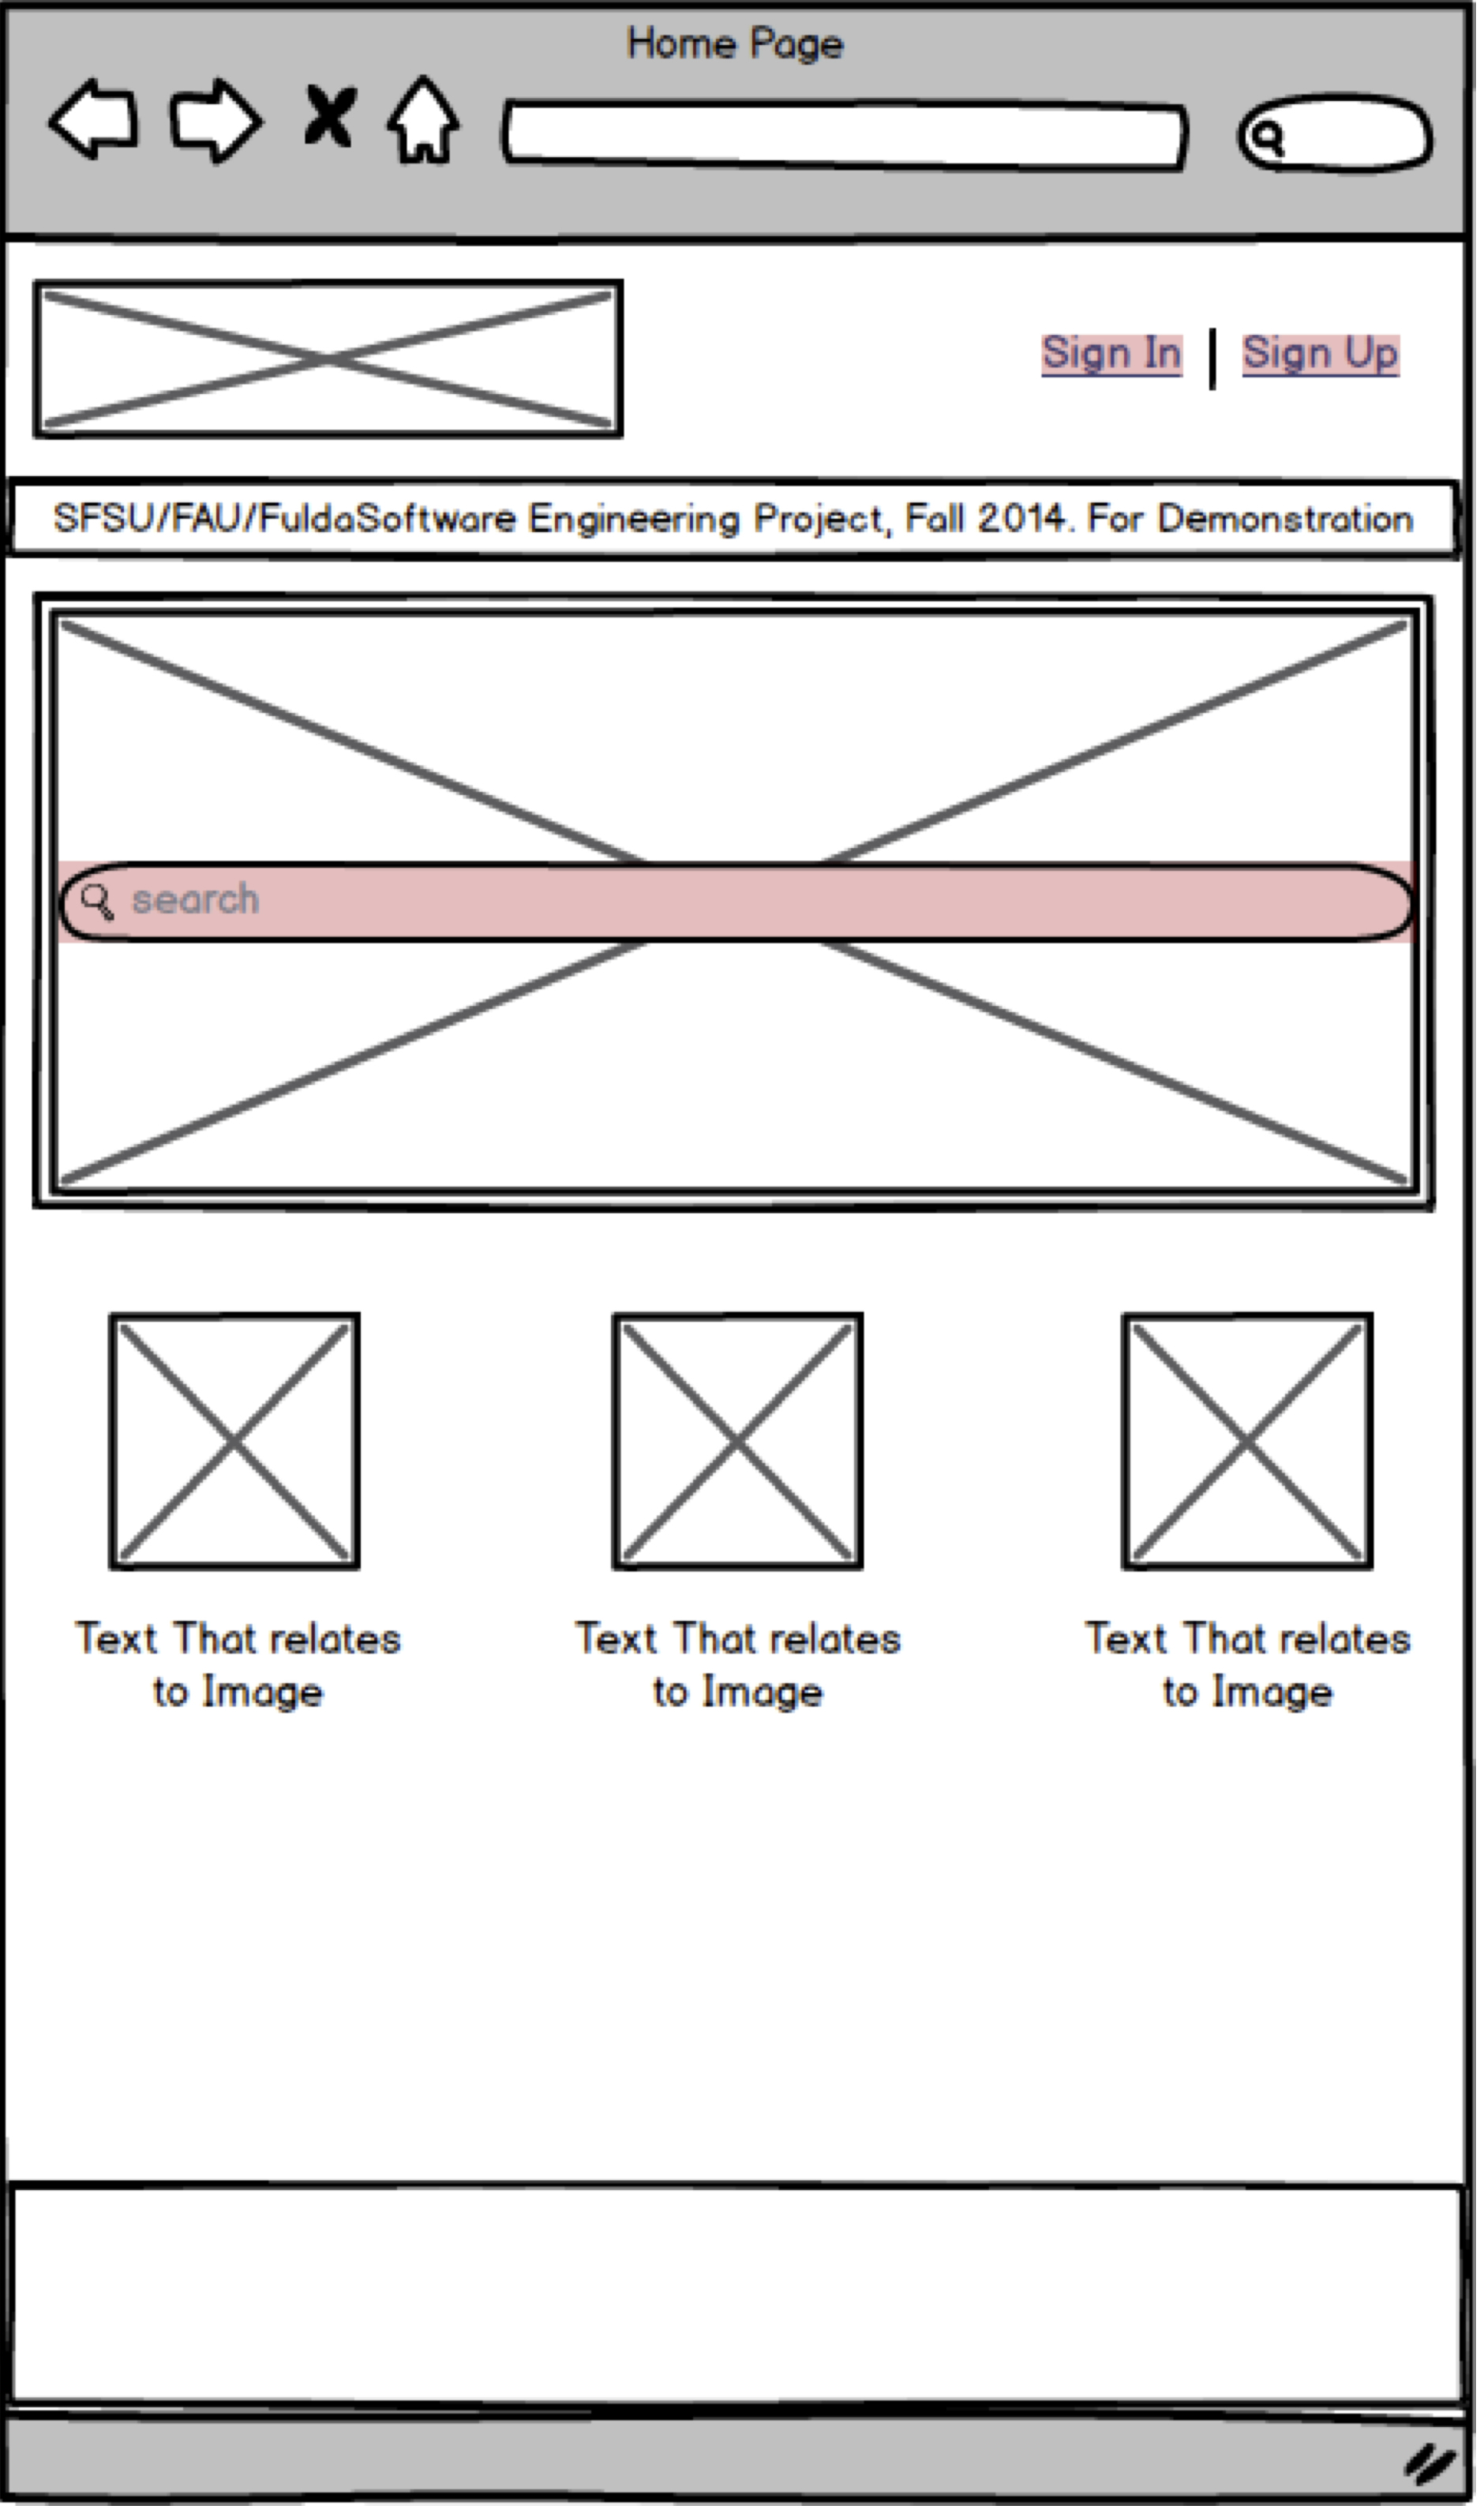 Home Page
Sign In | Sign Up
SFSU/FAU/FuldaSoftware Engineering Project, Fall 2014. For Demonstration
search
Text That relates
to Image
Text That relates
to Image
Text That relates
to Image